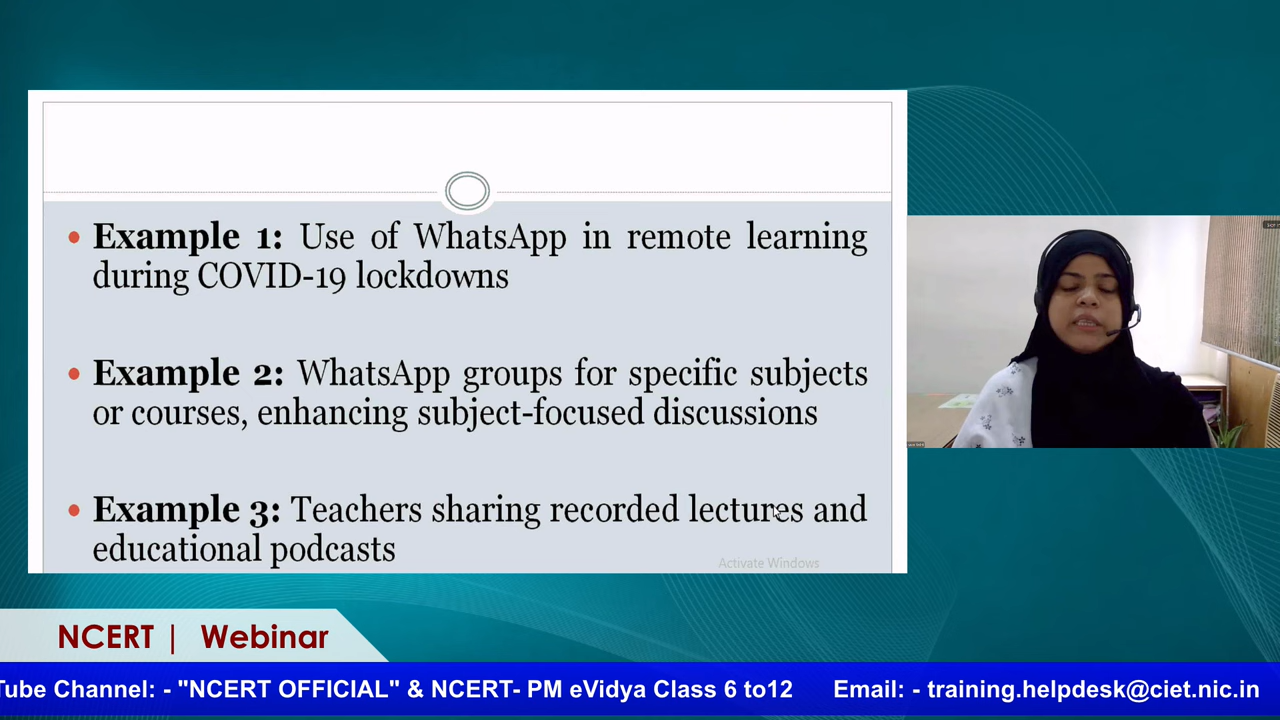 Example 1: Use of WhatsApp in remote learning
during COVID-19 lockdowns
Example 2: WhatsApp groups for specific subjects
or courses, enhancing subject-focused discussions
Example 3: Teachers sharing recorded lectures and
educational podcasts
Activate Windows
NCERT | Webinar
Tube Channel: - "NCERT OFFICIAL" & NCERT- PM eVidya Class 6 to12 Email: - training.helpdesk@ciet.nic.in